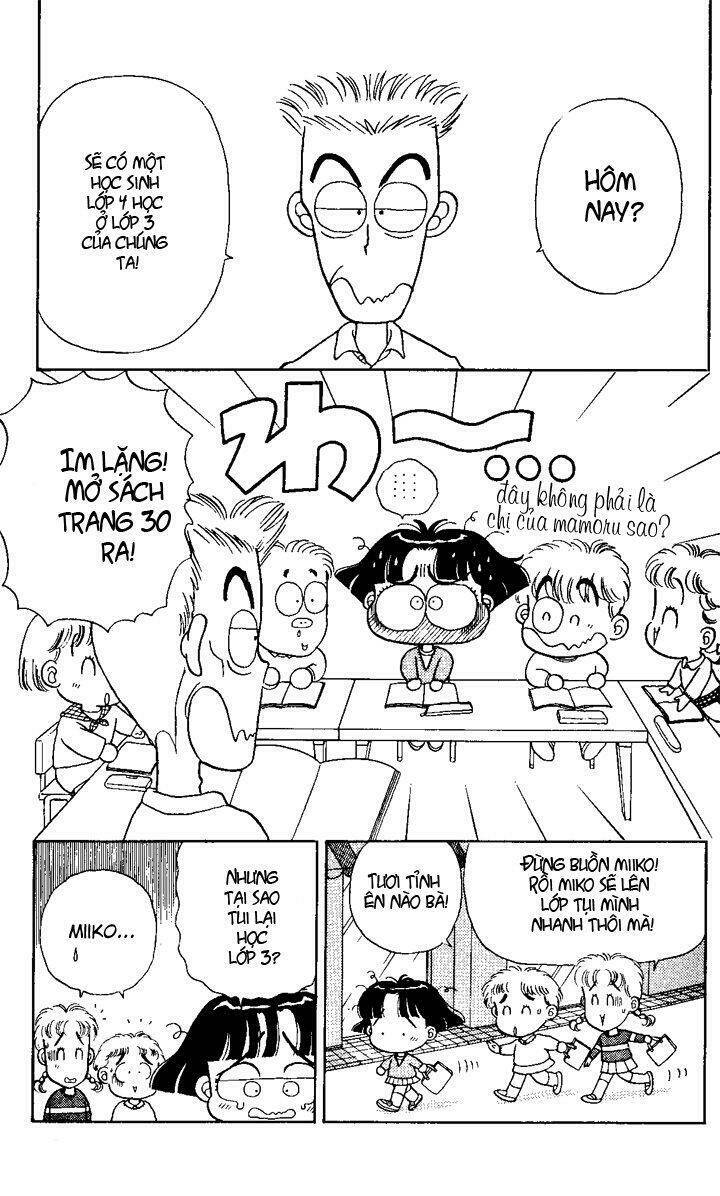 HÔM
NAY?
SẼ CÓ MỘT
HỌC SINH
LỚP 4 HỌC
Ở LỚP 3
CỦA CHÚNG
TA!
わー
ooo
đây không phải là
chị của mamoru sao?
IM LẶNG!
MỞ SÁCH
TRANG 30
RA!
NHƯNG
TẠI SAO
TUI LẠI
HỌC
LỚP 3?
MIIKO...
ĐỪNG BUỒN MIIKO!
RỒI MIKO SẼ LÊN
LỚP TỤI MÌNH
NHANH THÔI MÀ!
TƯƠI TỈNH
ÊN NÀO BÀ!